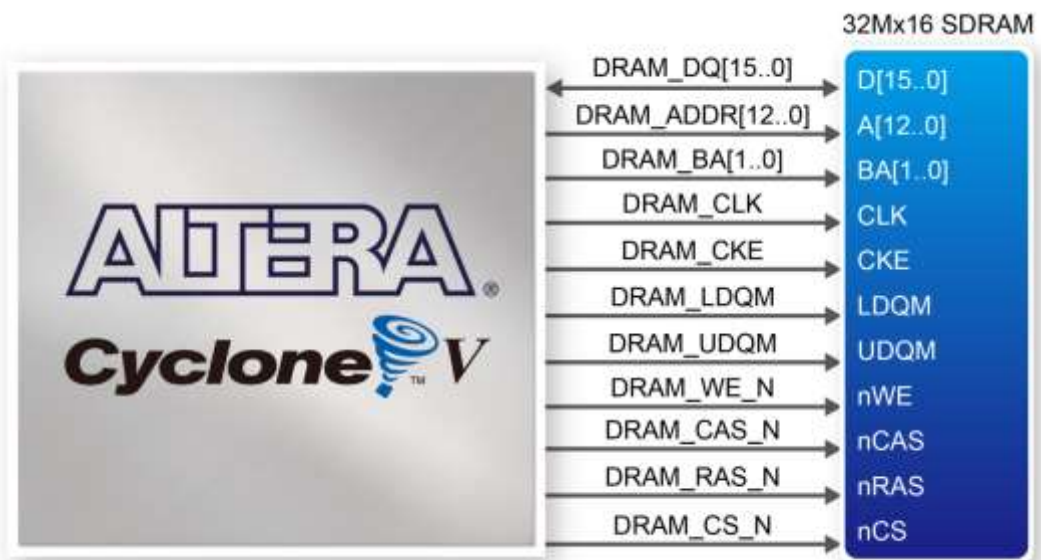 32Mx16 SDRAM
DRAM_DQ[15..0]
D[15..0]
DRAM_ADDR[12..0]
A[12..0]
DRAM_BA[1..0]
BA[1..0]
DRAM_CLK
CLK
DRAM_CKE
CKE
DRAM_LDQM
LDQM
DRAM_UDQM
UDQM
DRAM_WE_N
nWE
DRAM_CAS_N
nCAS
DRAM_RAS_N
nRAS
DRAM_CS_N
nCS
ALTERA®
Cyclone™ V